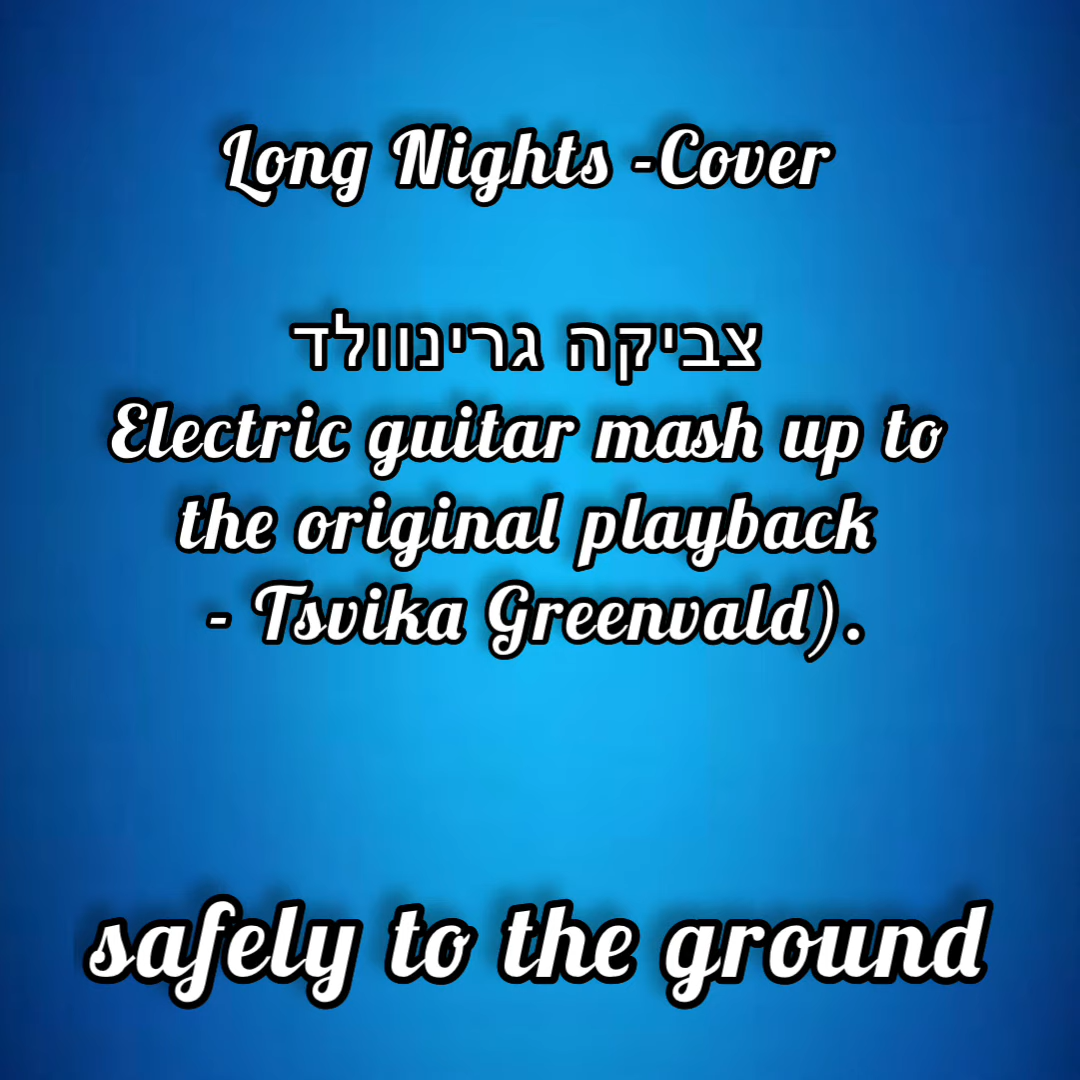 Long Nights -Cover
צביקה גרינוולד
Electric guitar mash up to
the original playback
- Tsvika Greenvald).
safely to the ground